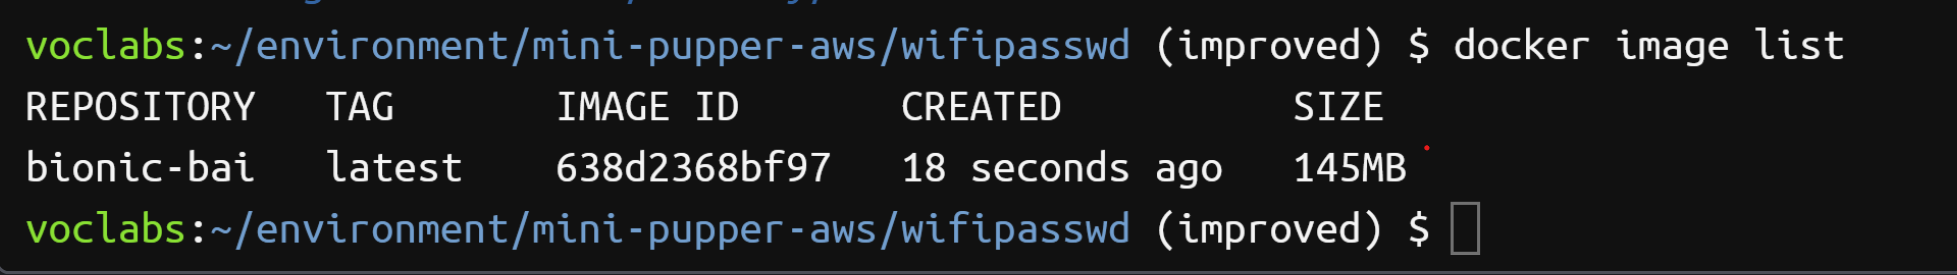 voclabs:~/environment/mini-pupper-aws/wifipasswd (improved) $ docker image list
REPOSITORY   TAG      IMAGE ID       CREATED          SIZE
bionic-bai   latest   638d2368bf97   18 seconds ago   145MB
voclabs:~/environment/mini-pupper-aws/wifipasswd (improved) $